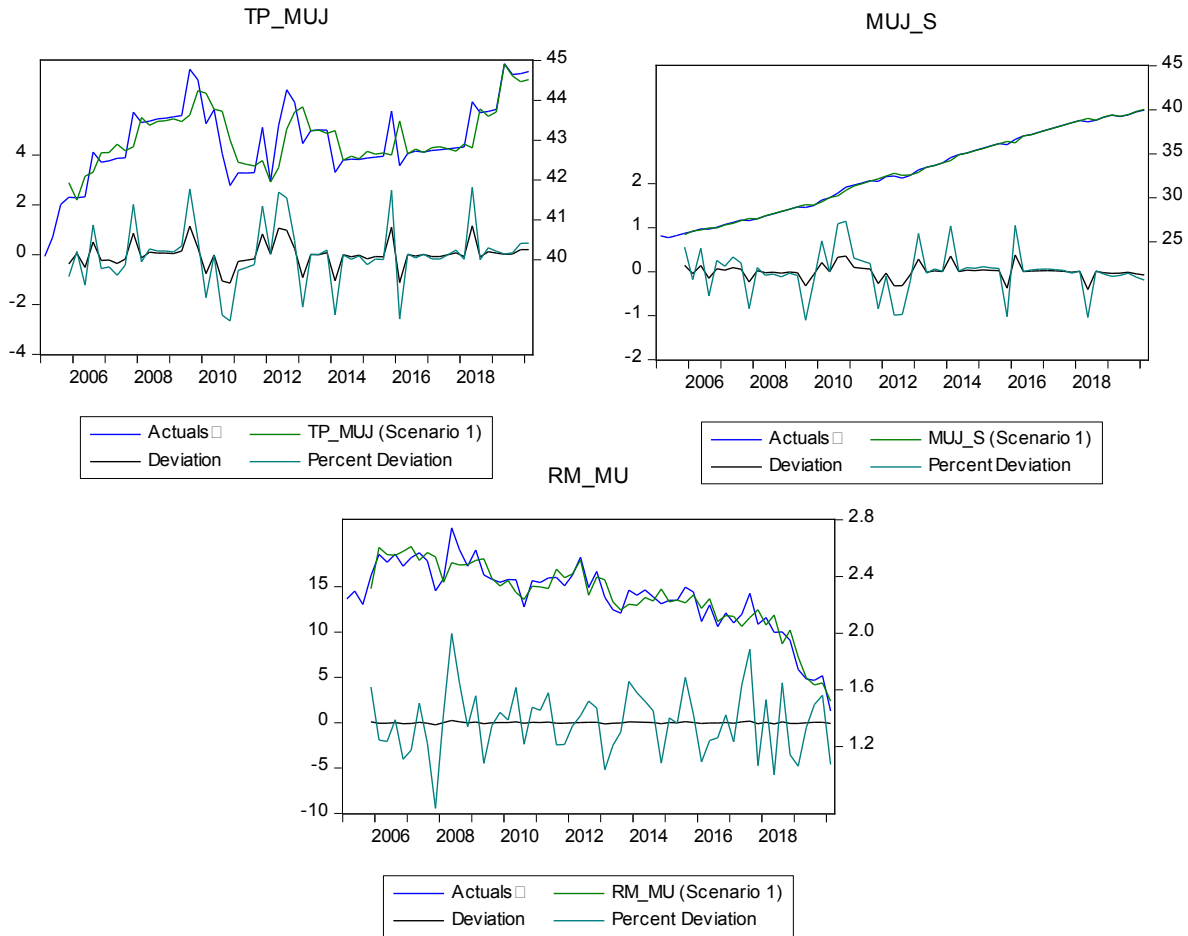 TP_MUJ
45
44
43
42
41
40
4
2
0
-2
-4
2006 2008 2010 2012 2014 2016 2018
Actuals□ TP_MUJ (Scenario 1)
Deviation Percent Deviation
MUJ_S
45
40
35
30
25
2
1
0
-1
-2
2006 2008 2010 2012 2014 2016 2018
Actuals□ MUJ_S (Scenario 1)
Deviation Percent Deviation
RM_MU
2.8
2.4
2.0
1.6
1.2
15
10
5
0
-5
-10
2006 2008 2010 2012 2014 2016 2018
Actuals□ RM_MU (Scenario 1)
Deviation Percent Deviation